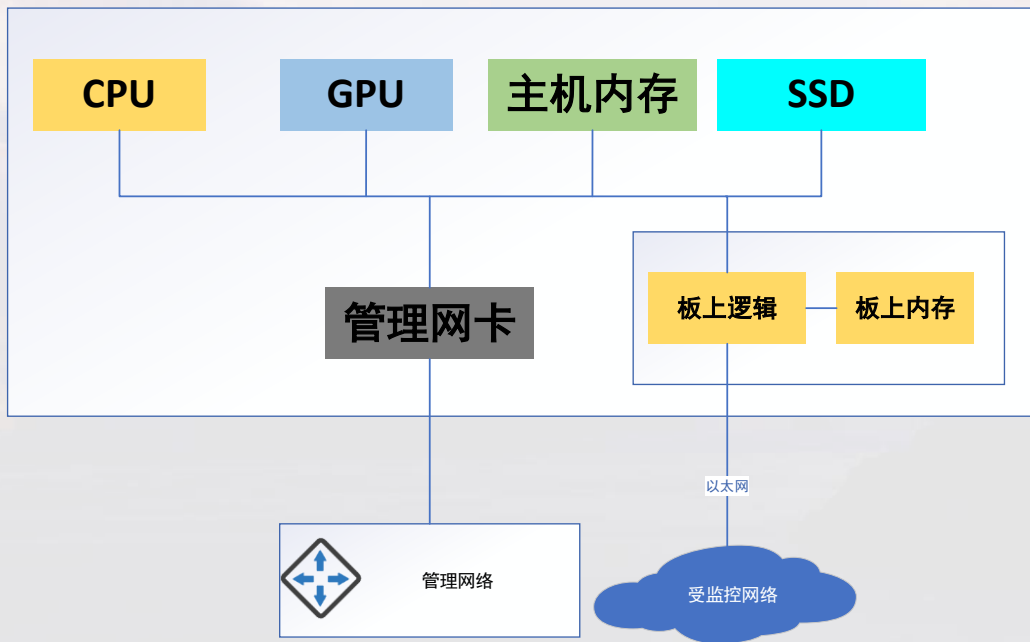 CPU
GPU
主机内存
SSD
管理网卡
板上逻辑
板上内存
以太网
管理网络
受监控网络